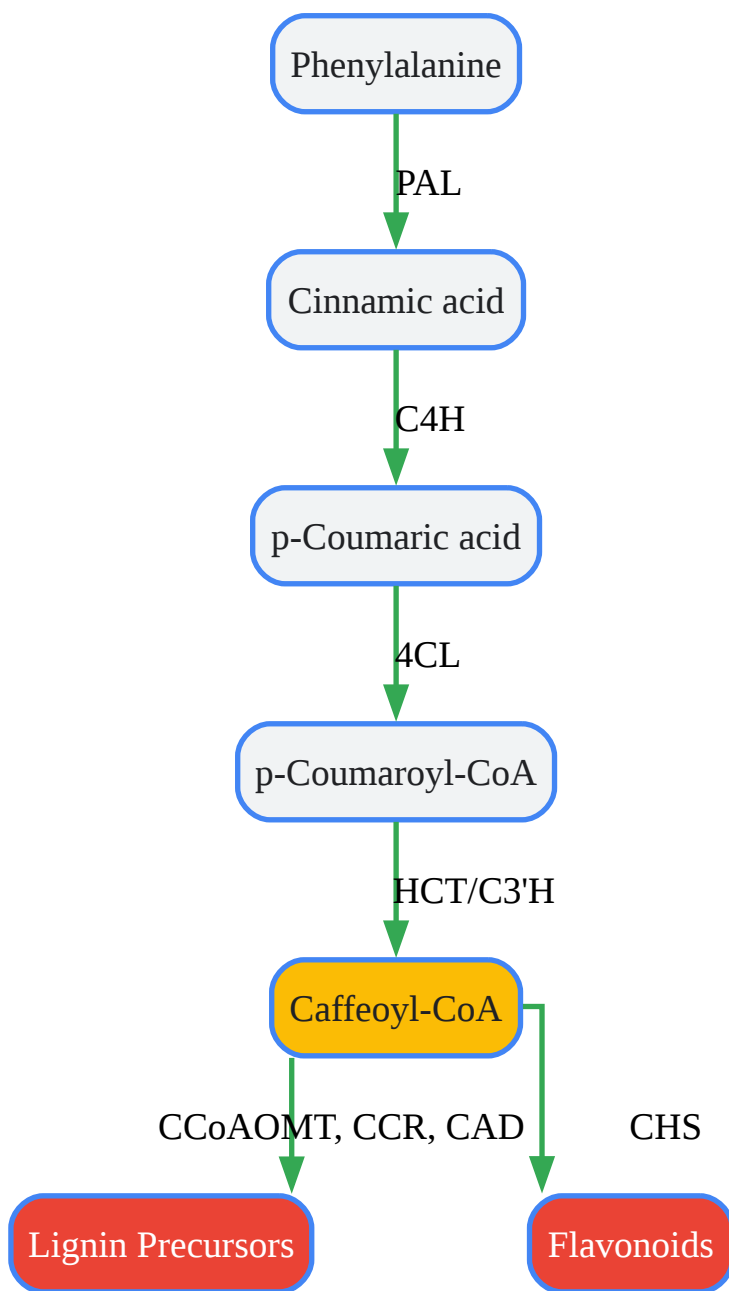 Phenylalanine
PAL
Cinnamic acid
C4H
p-Coumaric acid
4CL
p-Coumaroyl-CoA
HCT/C3'H
Caffeoyl-CoA
CCoAOMT, CCR, CAD
CHS
Lignin Precursors
Flavonoids